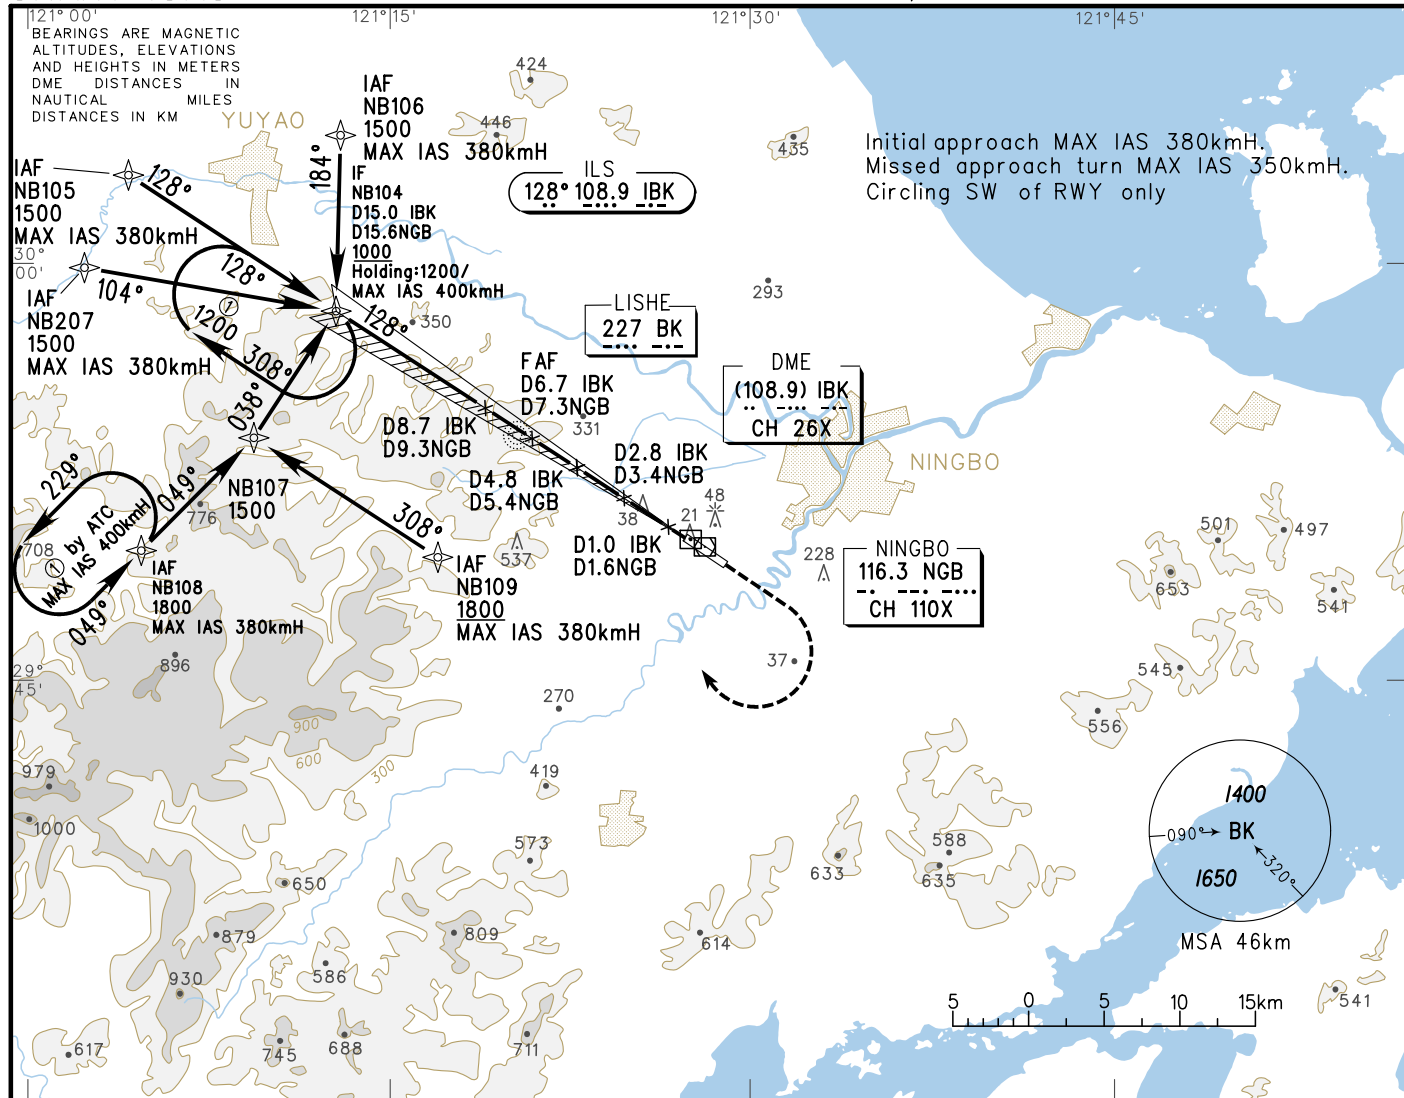 121° 00'
121°15'
121°30'
121°45'
BEARINGS ARE MAGNETIC
ALTITUDES, ELEVATIONS
AND HEIGHTS IN METERS
DME DISTANCES IN
NAUTICAL MILES
DISTANCES IN KM
YUYAO
IAF
NB106
1500
MAX IAS 380kmH
184°
424
446
435
Initial approach MAX IAS 380kmH.
Missed approach turn MAX IAS 350kmH.
Circling SW of RWY only
ILS
128° 108.9 IBK
IAF
NB105
1500
MAX IAS 380kmH
128°
IF
NB104
D15.0 IBK
D15.6NGB
1000
Holding:1200/
MAX IAS 400kmH
30°
00'
IAF
NB207
1500
MAX IAS 380kmH
104°
128°
1
1200
308°
128°
350
293
LISHE
227 BK
DME
(108.9) IBK
CH 26X
FAF
D6.7 IBK
D7.3NGB
331
D8.7 IBK
D9.3NGB
D4.8 IBK
D5.4NGB
D2.8 IBK
D3.4NGB
D1.0 IBK
D1.6NGB
38
21
48
NINGBO
038°
NB107
1500
229°
049°
1 by ATC
MAX IAS 400kmH
049°
708
776
IAF
NB108
1800
MAX IAS 380kmH
308°
537
IAF
NB109
1800
MAX IAS 380kmH
228
NINGBO
116.3 NGB
CH 110X
501
497
653
541
545
556
37
270
896
29°
45'
900
600
300
979
1000
419
573
650
879
809
930
586
617
745
688
711
614
633
588
635
1400
090°
BK
320°
1650
MSA 46km
541
5 0 5 10 15km